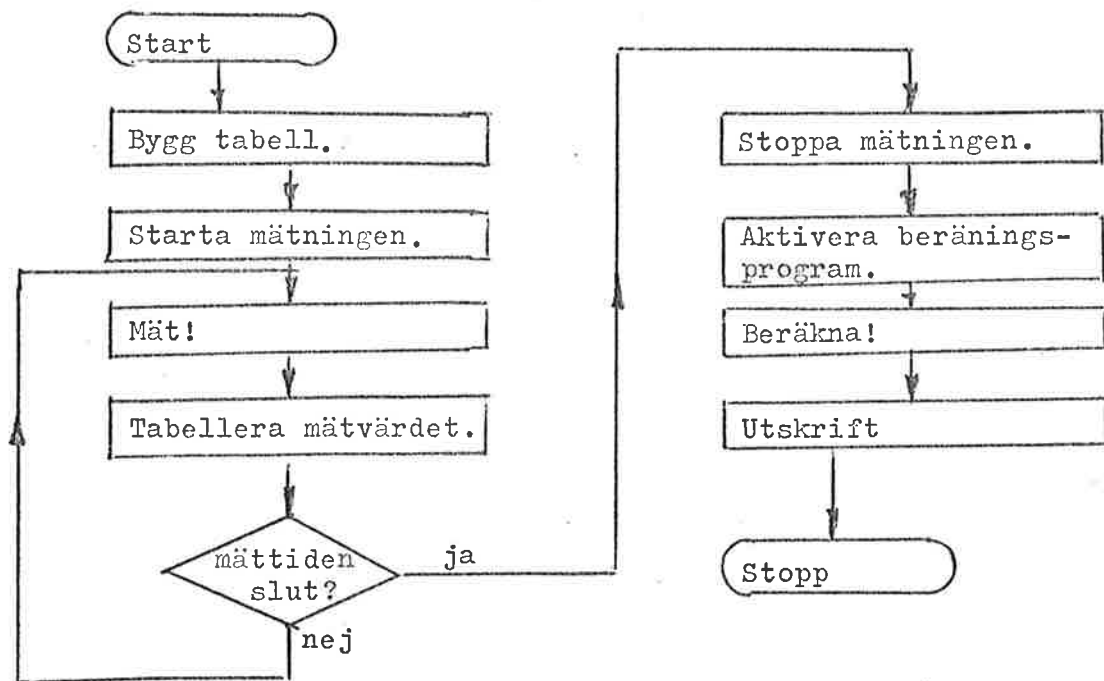 Start
Bygg tabell.
Starta mätningen.
Mät!
Tabellera mätvärdet.
mättiden
slut?
nej
ja
Stoppa mätningen.
Aktivera beränings-
program.
Beräkna!
Utskrift
Stopp